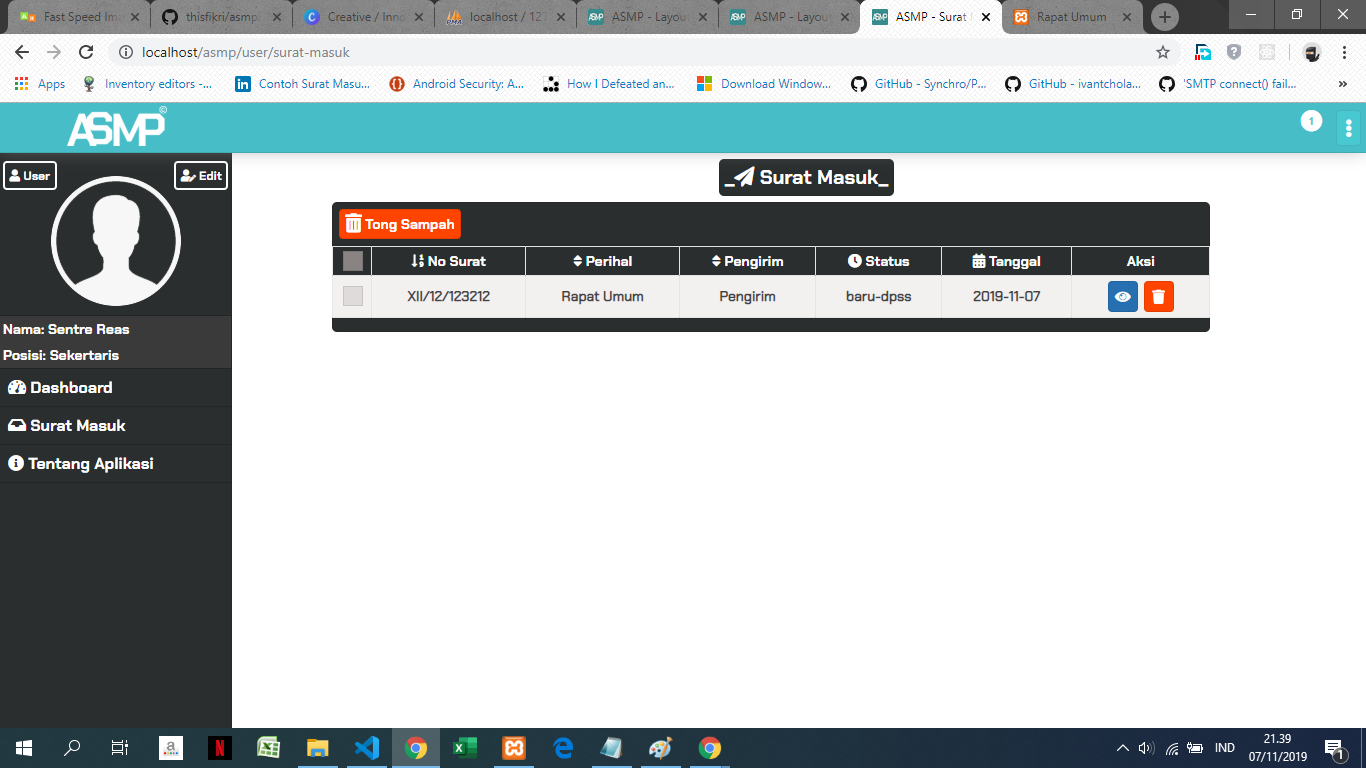 Fast Speed Ima
thisfikri/asmp:
Creative / Inno
localhost / 127
ASMP - Layou
ASMP - Layou
ASMP - Surat
Rapat Umum
localhost/asmp/user/surat-masuk
Apps
Inventory editors -...
Contoh Surat Masu...
Android Security: A...
How I Defeated an...
Download Window...
GitHub - Synchro/P...
GitHub - ivantchola...
'SMTP connect() fail...
»
ASMP©
1
User
Edit
_ Surat Masuk_
Tong Sampah
No Surat
Perihal
Pengirim
Status
Tanggal
Aksi
XII/12/123212
Rapat Umum
Pengirim
baru-dpss
2019-11-07
Nama: Sentre Reas
Posisi: Sekertaris
Dashboard
Surat Masuk
Tentang Aplikasi
IND
21.39
07/11/2019
1